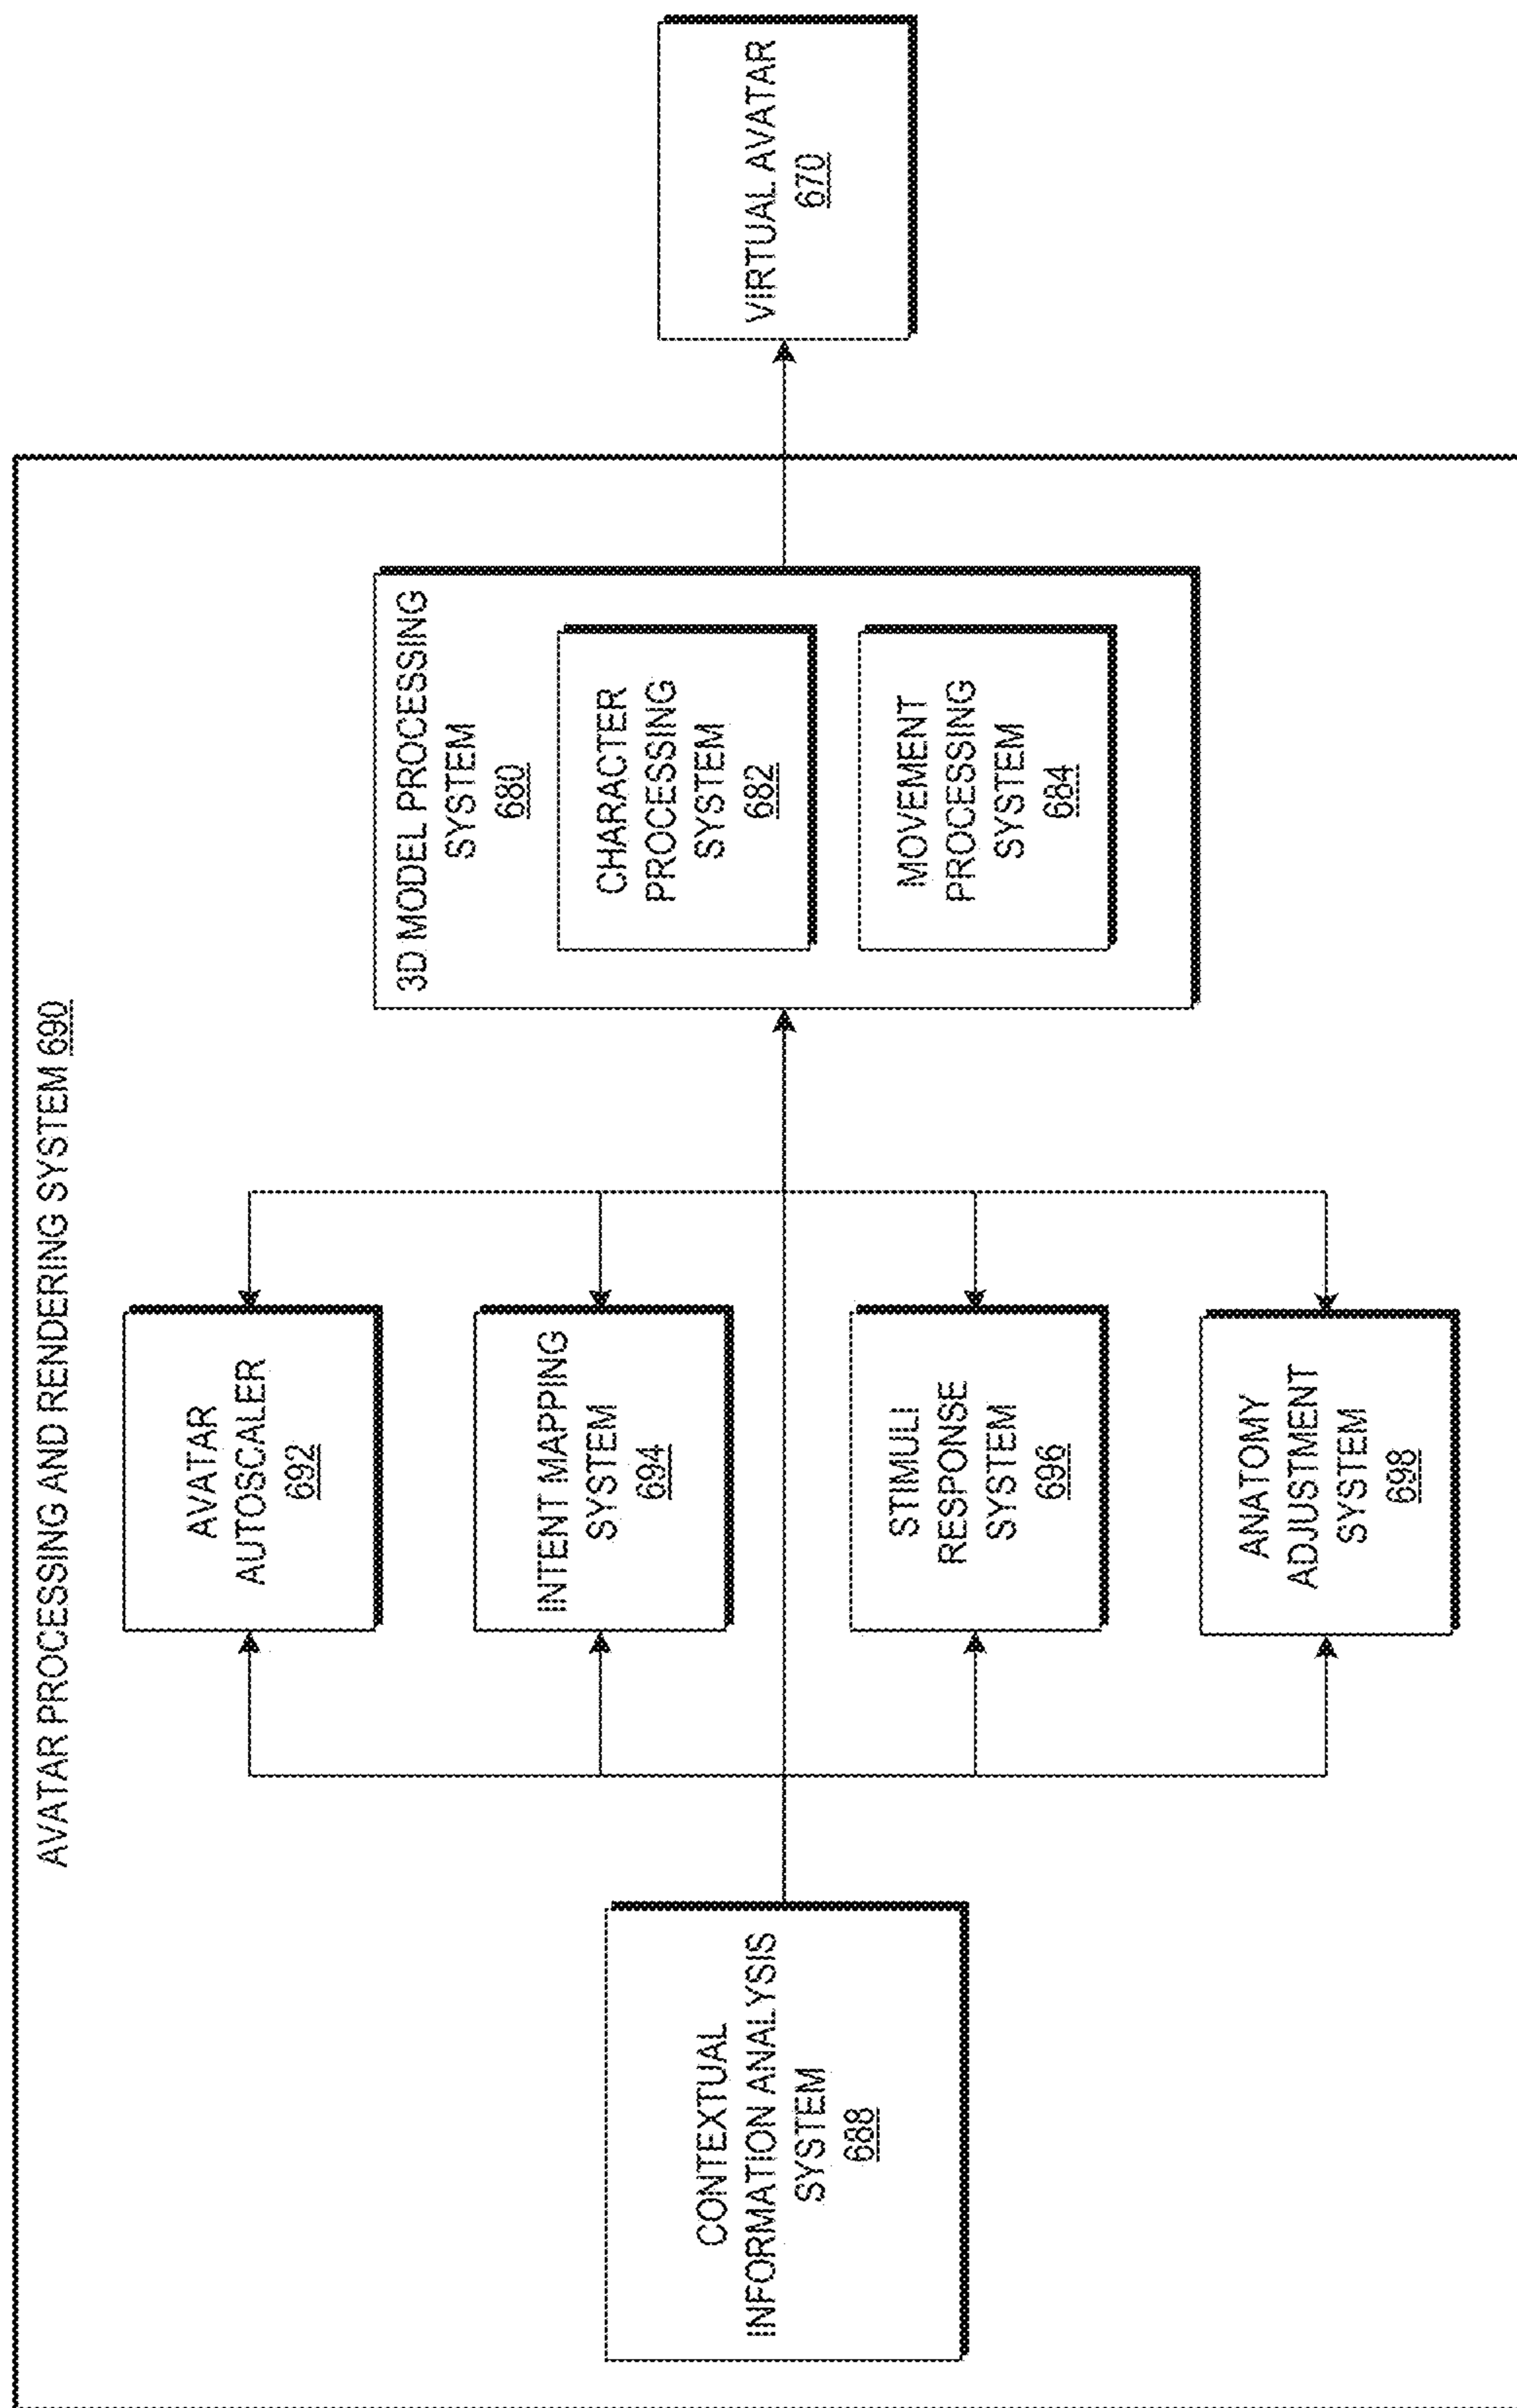 AVATAR PROCESSING AND RENDERING SYSTEM 690
CONTEXTUAL
INFORMATION ANALYSIS
SYSTEM
688
AVATAR
AUTOSCALER
692
INTENT MAPPING
SYSTEM
694
STIMULI
RESPONSE
SYSTEM
696
ANATOMY
ADJUSTMENT
SYSTEM
698
3D MODEL PROCESSING
SYSTEM
680
CHARACTER
PROCESSING
SYSTEM
682
MOVEMENT
PROCESSING
SYSTEM
684
VIRTUAL AVATAR
670